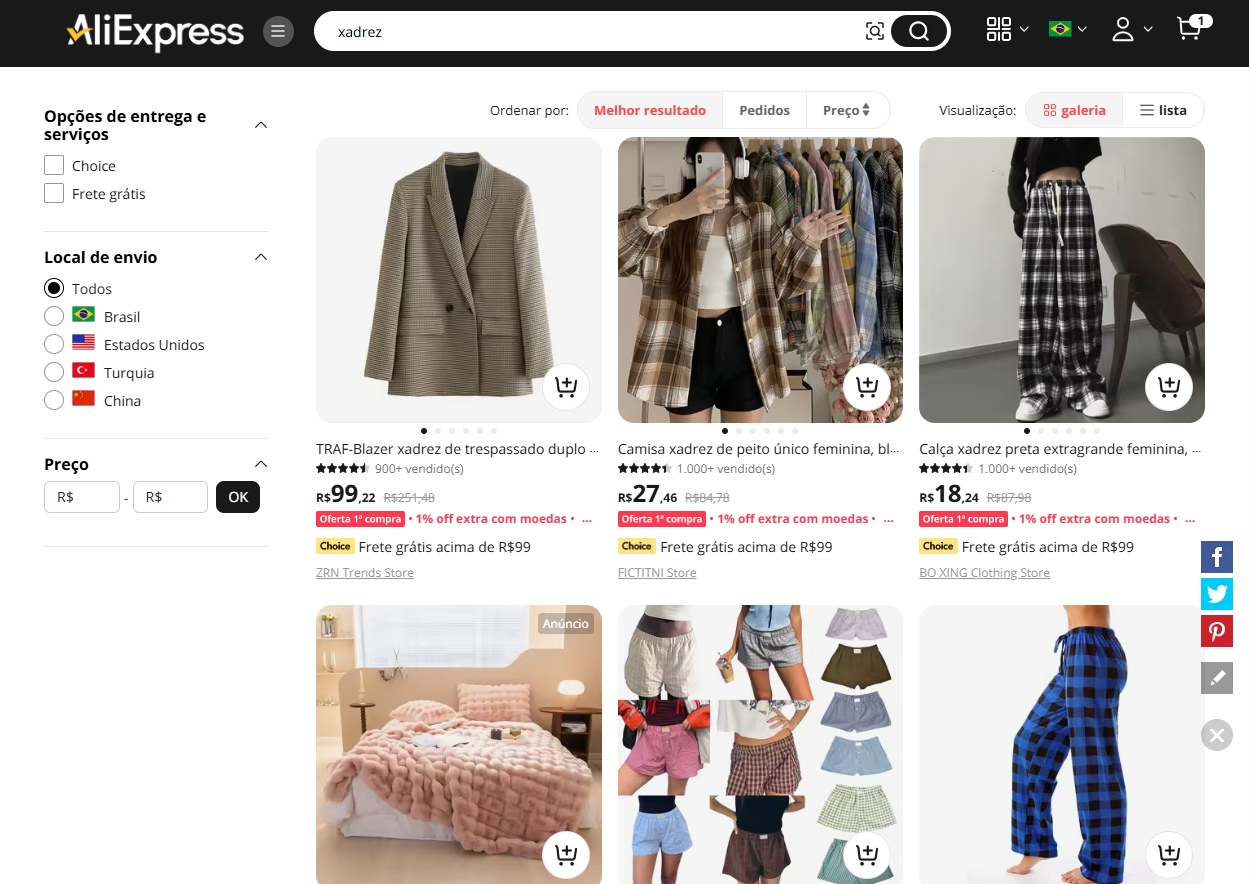 AliExpress
xadrez
1
Opções de entrega e
serviços
Choice
Frete grátis
Local de envio
Todos
Brasil
Estados Unidos
Turquia
China
Preço
R$ - R$ OK
Ordenar por: Melhor resultado Pedidos Preço
Visualização: galeria lista
TRAF-Blazer xadrez de trespassado duplo ...
900+ vendido(s)
R$99,22 R$251,48
Oferta 1ª compra • 1% off extra com moedas • ...
Choice Frete grátis acima de R$99
ZRN Trends Store
Camisa xadrez de peito único feminina, bl...
1.000+ vendido(s)
R$27,46 R$84,78
Oferta 1ª compra • 1% off extra com moedas • ...
Choice Frete grátis acima de R$99
FICTITNI Store
Calça xadrez preta extragrande feminina, ...
1.000+ vendido(s)
R$18,24 R$87,98
Oferta 1ª compra • 1% off extra com moedas • ...
Choice Frete grátis acima de R$99
BO XING Clothing Store
Anúncio